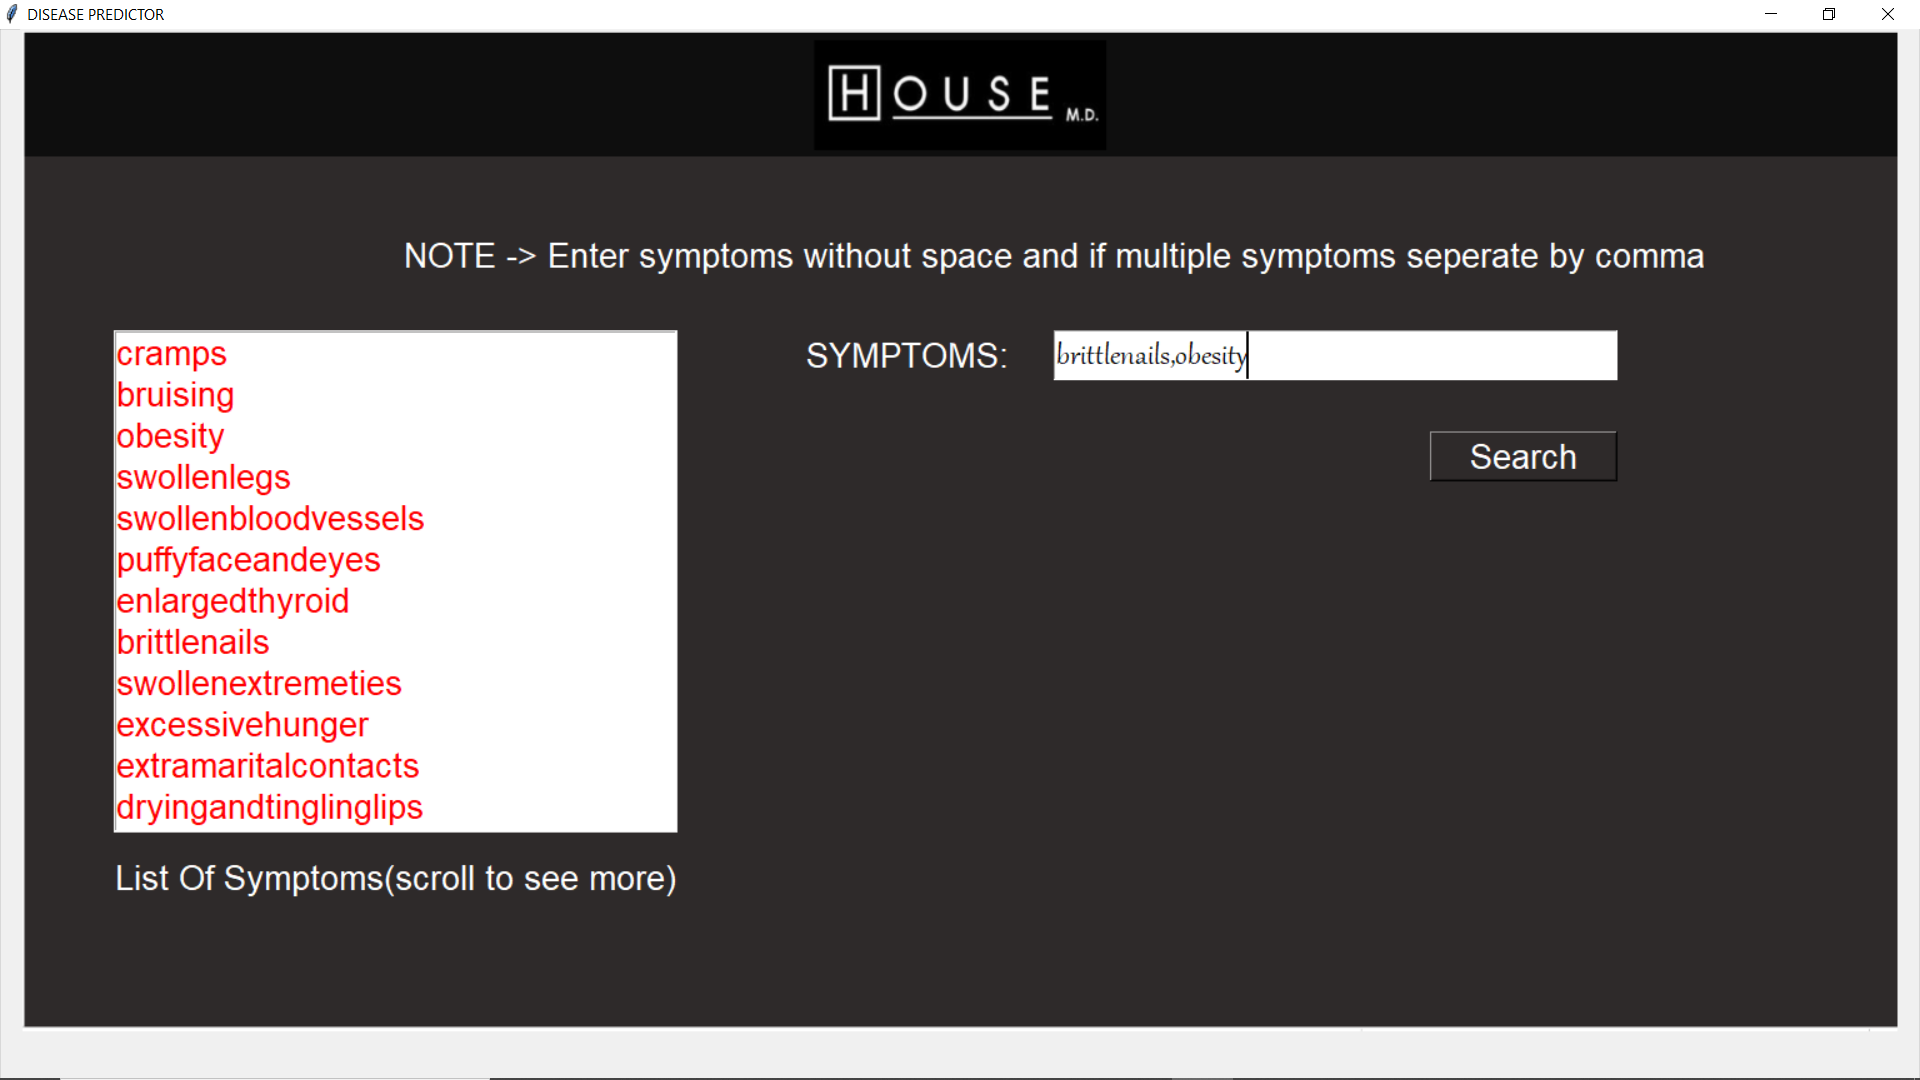 DISEASE PREDICTOR
HOUSE M.D.
NOTE -> Enter symptoms without space and if multiple symptoms seperate by comma
cramps
bruising
obesity
swollenlegs
swollenbloodvessels
puffyfaceandeyes
enlargedthyroid
brittlenails
swollenextremeties
excessivehunger
extramaritalcontacts
dryingandtinglinglips
List Of Symptoms(scroll to see more)
SYMPTOMS: brittlenails,obesity
Search